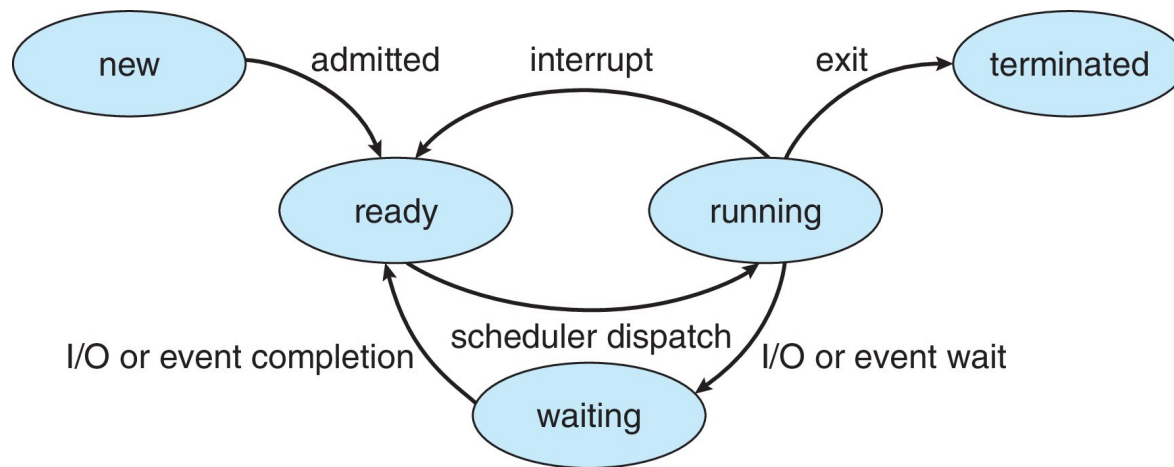 new
admitted
interrupt
exit
terminated
ready
running
I/O or event completion
scheduler dispatch
I/O or event wait
waiting